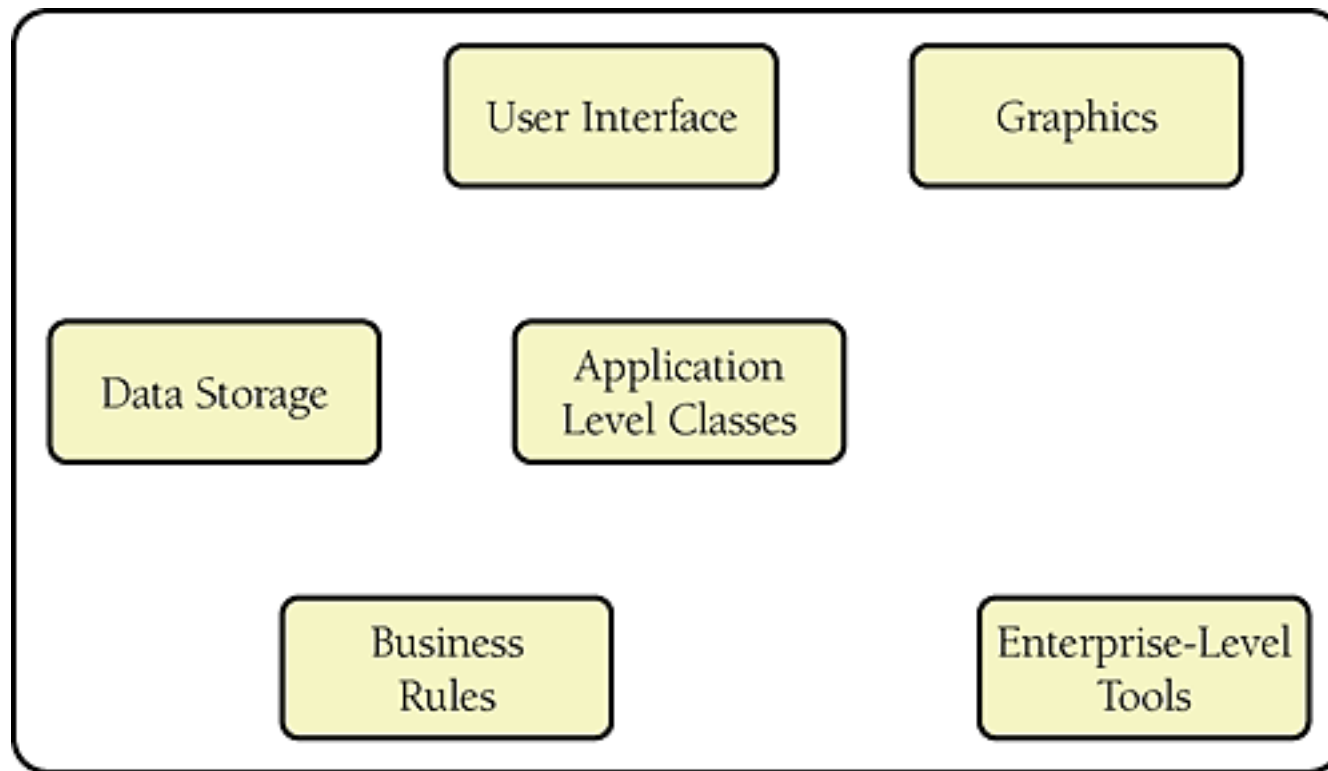 User Interface
Graphics
Data Storage
Application
Level Classes
Business
Rules
Enterprise-Level
Tools